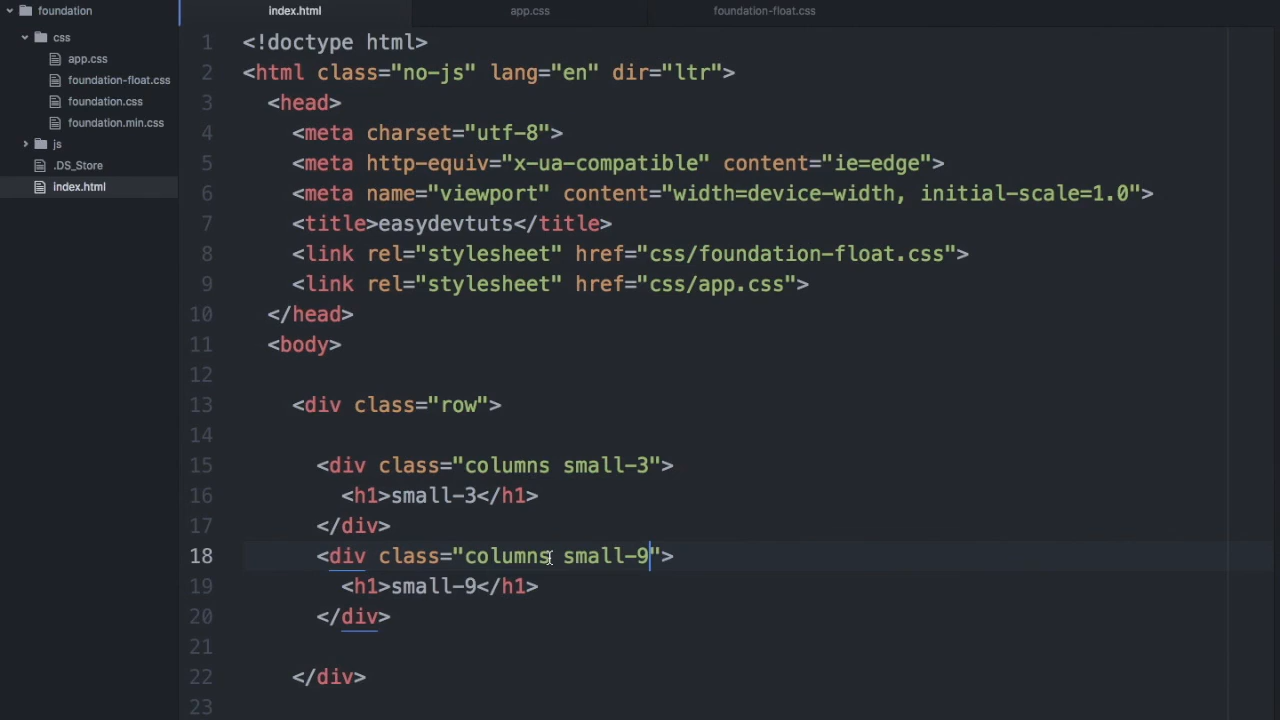 foundation
css
app.css
foundation-float.css
foundation.css
foundation.min.css
js
.DS_Store
index.html
index.html app.css foundation-float.css
1 <!doctype html>
2 <html class="no-js" lang="en" dir="ltr">
3 <head>
4 <meta charset="utf-8">
5 <meta http-equiv="x-ua-compatible" content="ie=edge">
6 <meta name="viewport" content="width=device-width, initial-scale=1.0">
7 <title>easydevtuts</title>
8 <link rel="stylesheet" href="css/foundation-float.css">
9 <link rel="stylesheet" href="css/app.css">
10 </head>
11 <body>
12
13 <div class="row">
14
15 <div class="columns small-3">
16 <h1>small-3</h1>
17 </div>
18 <div class="columns small-9">
19 <h1>small-9</h1>
20 </div>
21
22 </div>
23